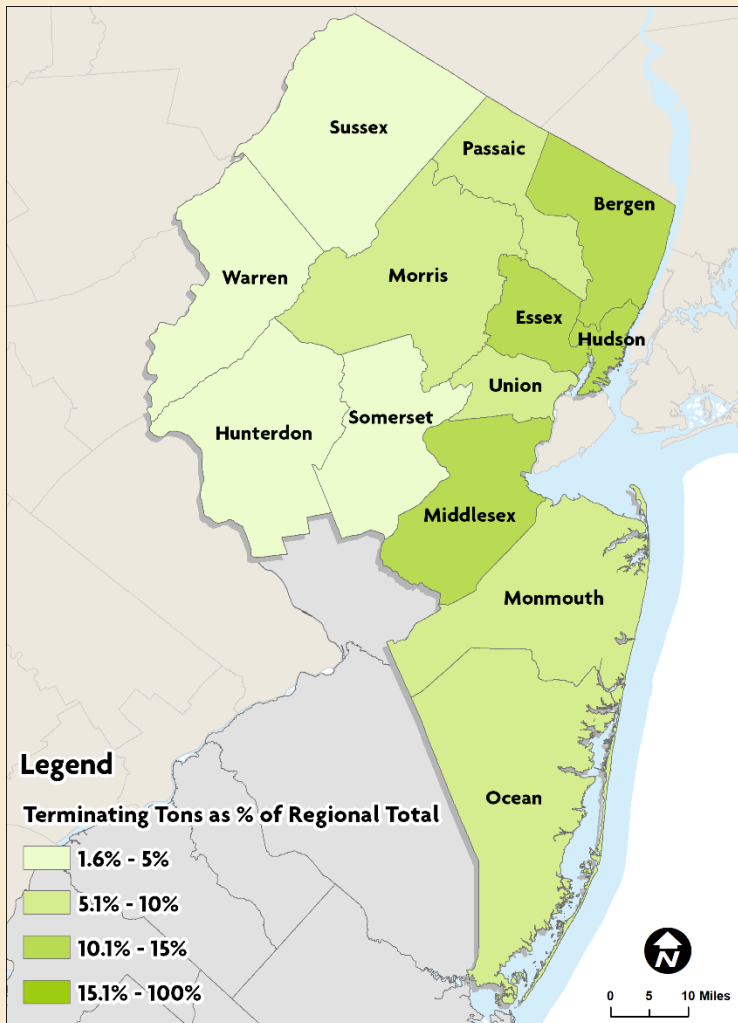 Sussex
Passaic
Bergen
Warren
Morris
Essex
Hudson
Union
Somerset
Hunterdon
Middlesex
Monmouth
Ocean
Legend
Terminating Tons as % of Regional Total
1.6% - 5%
5.1% - 10%
10.1% - 15%
15.1% - 100%
N
0 5 10 Miles